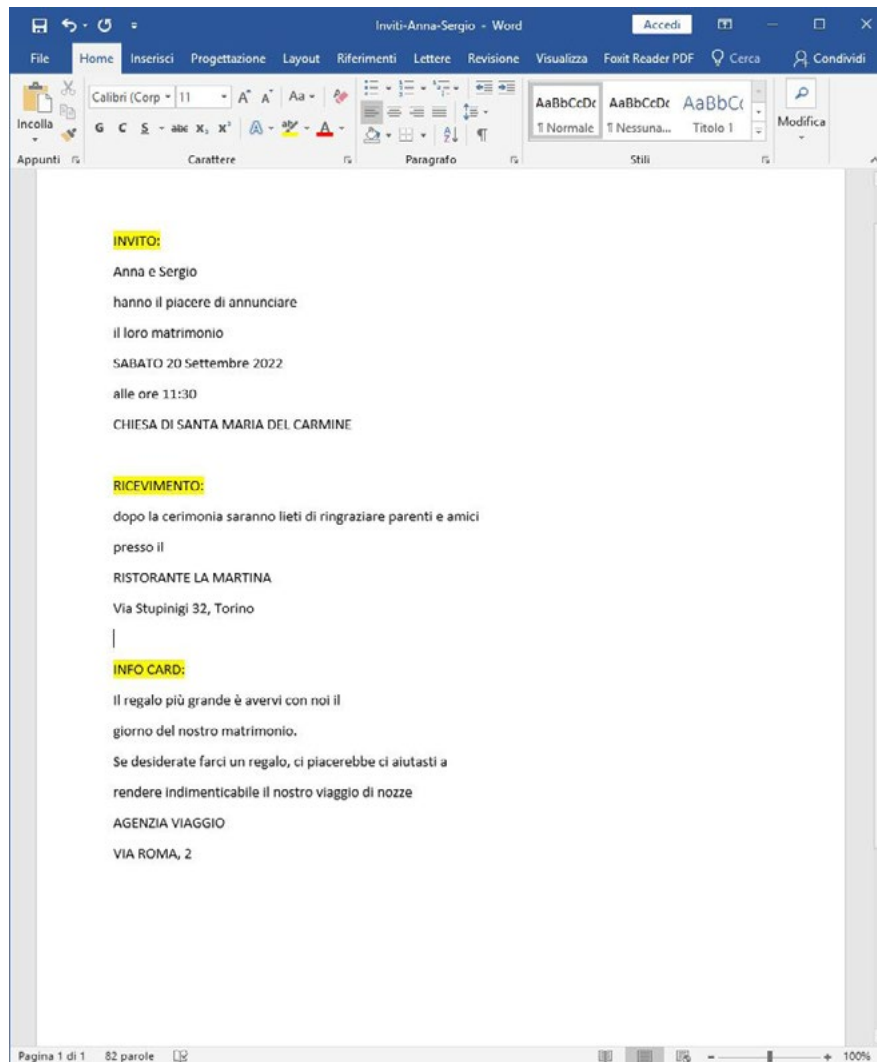 Inviti-Anna-Sergio - Word
Accedi
File Home Inserisci Progettazione Layout Riferimenti Lettere Revisione Visualizza Foxit Reader PDF Cerca Condividi
Incolla
Calibri (Corp 11 A A Aa
G C S abc X₂ X² A aby A
AaBbCcDc AaBbCcDc AaBbCc
¶ Normale ¶ Nessuna... Titolo 1
Modifica
Appunti Carattere Paragrafo Stili
INVITO:
Anna e Sergio
hanno il piacere di annunciare
il loro matrimonio
SABATO 20 Settembre 2022
alle ore 11:30
CHIESA DI SANTA MARIA DEL CARMINE
RICEVIMENTO:
dopo la cerimonia saranno lieti di ringraziare parenti e amici
presso il
RISTORANTE LA MARTINA
Via Stupinigi 32, Torino
INFO CARD:
Il regalo più grande è avervi con noi il
giorno del nostro matrimonio.
Se desiderate farci un regalo, ci piacerebbe ci aiutasti a
rendere indimenticabile il nostro viaggio di nozze
AGENZIA VIAGGIO
VIA ROMA, 2
Pagina 1 di 1 82 parole 100%